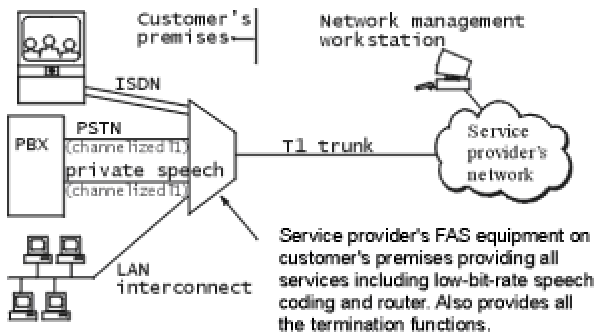 Customer's
premises
Network management
workstation
ISDN
PSTN
(channelized T1)
PBX
private speech
(channelized T1)
T1 trunk
Service
provider's
network
LAN
interconnect
Service provider's FAS equipment on
customer's premises providing all
services including low-bit-rate speech
coding and router. Also provides all
the termination functions.